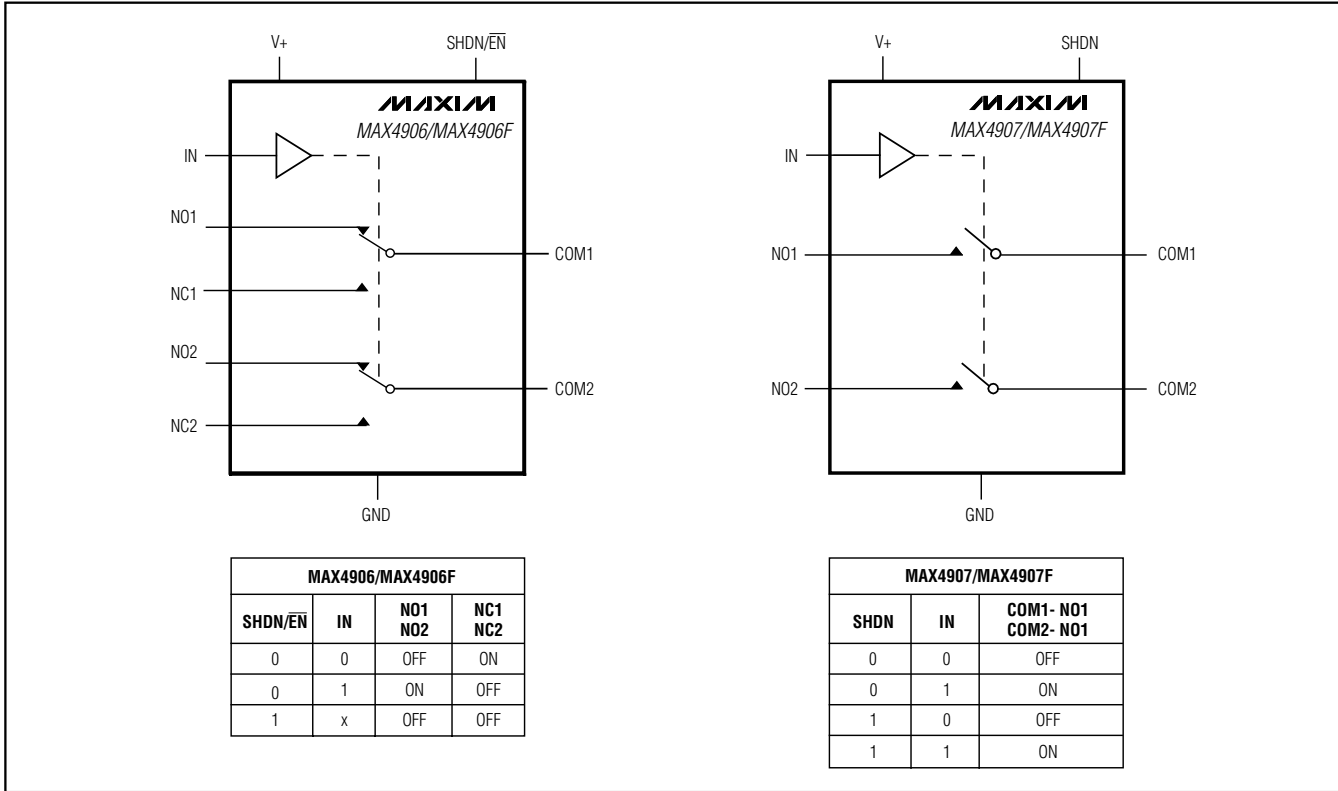 V+
SHDN/EN
MAXIM
MAX4906/MAX4906F
IN
NO1
COM1
NC1
NO2
COM2
NC2
GND
MAX4906/MAX4906F
SHDN/EN IN NO1 NO2 NC1 NC2
0 0 OFF ON
0 1 ON OFF
1 x OFF OFF
V+
SHDN
MAXIM
MAX4907/MAX4907F
IN
NO1
COM1
NO2
COM2
GND
MAX4907/MAX4907F
SHDN IN COM1- NO1 COM2- NO1
0 0 OFF
0 1 ON
1 0 OFF
1 1 ON